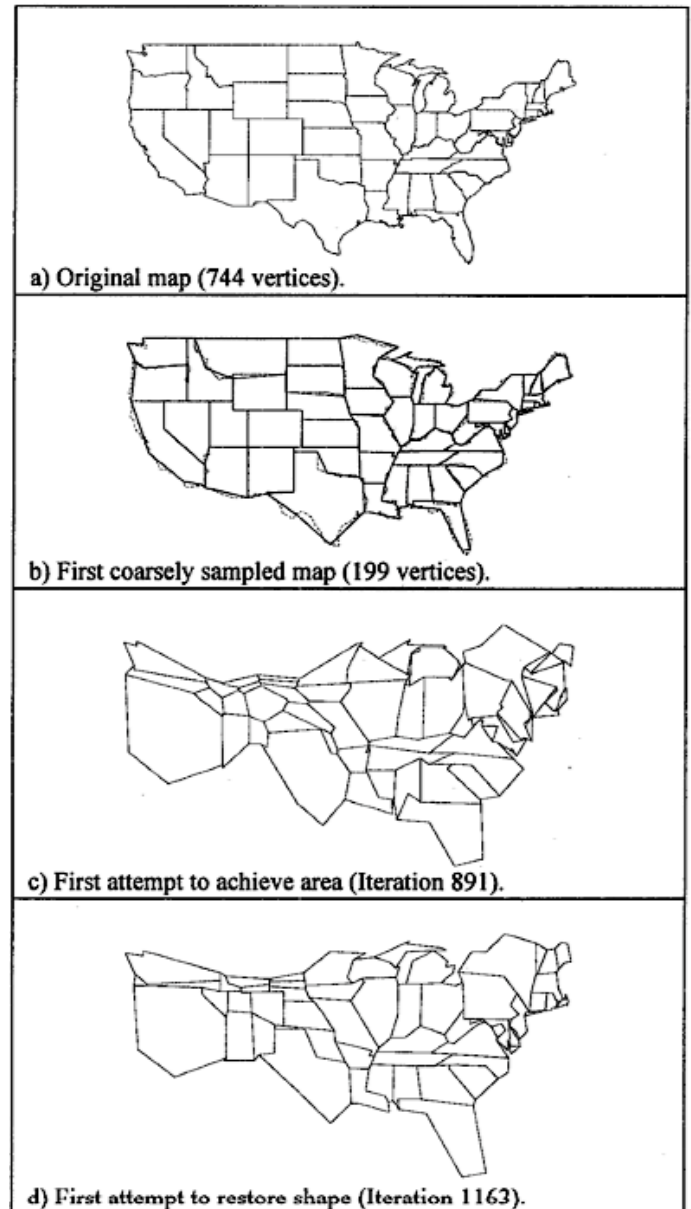 a) Original map (744 vertices).
b) First coarsely sampled map (199 vertices).
c) First attempt to achieve area (Iteration 891).
d) First attempt to restore shape (Iteration 1163).